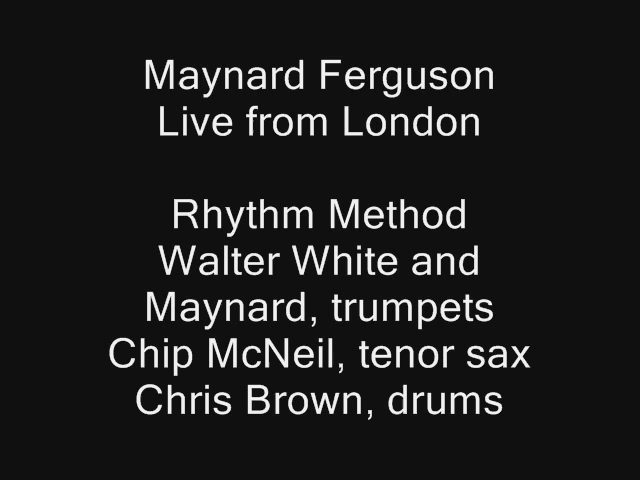 Maynard Ferguson
Live from London
Rhythm Method
Walter White and
Maynard, trumpets
Chip McNeil, tenor sax
Chris Brown, drums